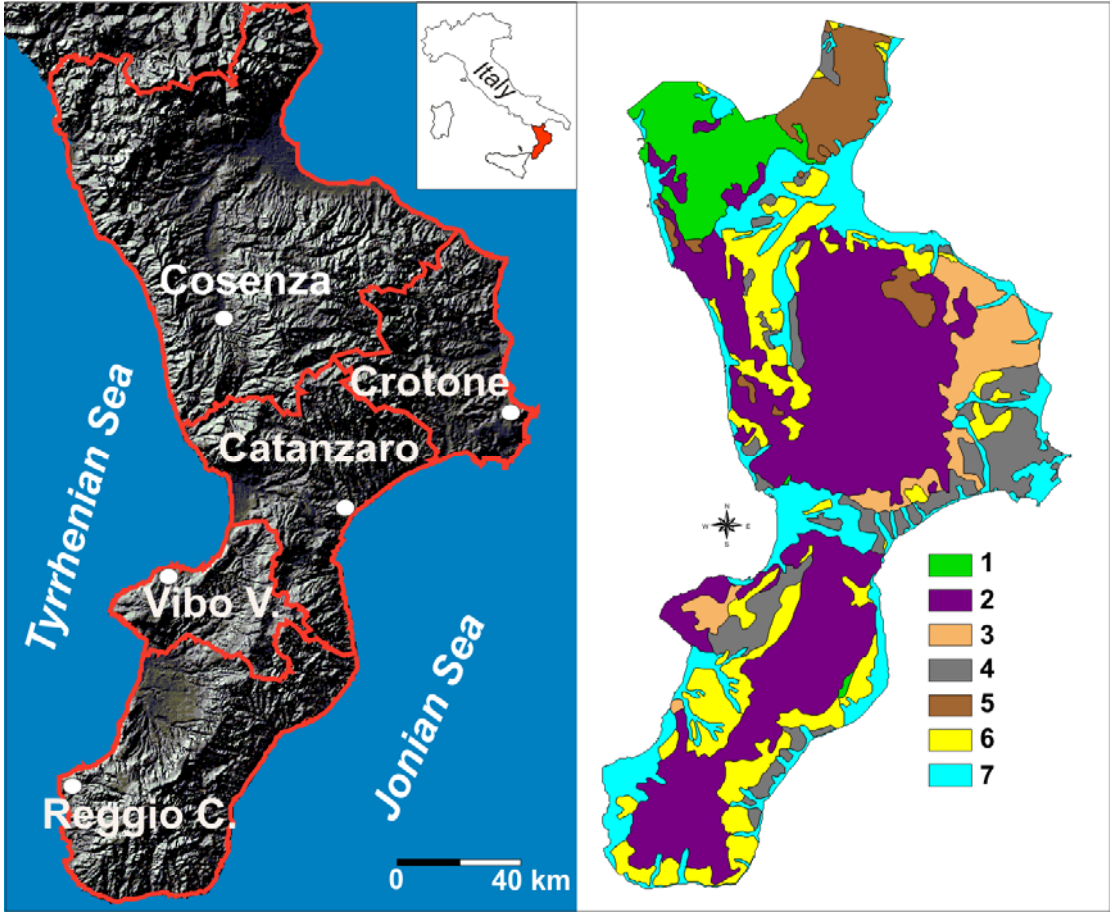 Italy
Cosenza
Crotone
Catanzaro
Vibo V.
Reggio C.
Tyrrhenian Sea
Jonian Sea
0 40 km
N
W E
S
1
2
3
4
5
6
7